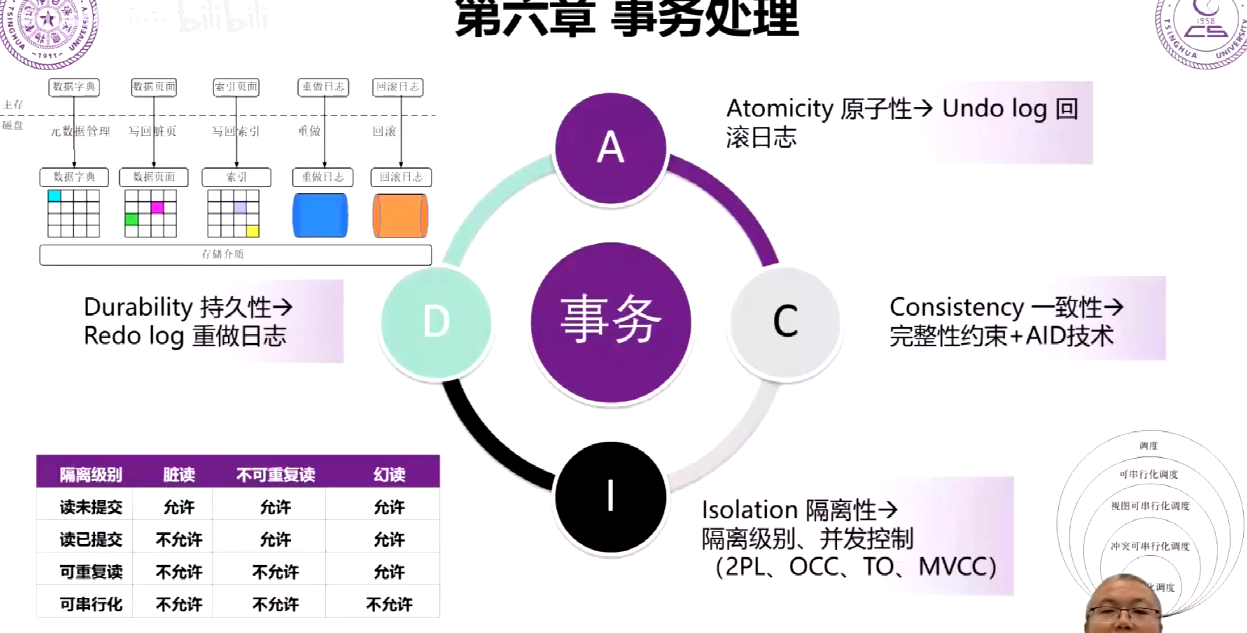 第六章 事务处理
bilibili
TSINGHUA UNIVERSITY
-1911-
1958
CS
TSINGHUA UNIVERSITY
数据字典 数据页面 索引页面 重做日志 回滚日志
主存
磁盘
元数据管理 写回脏页 写回索引 重做 回滚
数据字典 数据页面 索引 重做日志 回滚日志
存储介质
A
Atomicity 原子性→ Undo log 回
滚日志
Durability 持久性→
Redo log 重做日志
D
事务
C
Consistency 一致性→
完整性约束+AID技术
I
Isolation 隔离性→
隔离级别、并发控制
（2PL、OCC、TO、MVCC）
隔离级别 脏读 不可重复读 幻读
读未提交 允许 允许 允许
读已提交 不允许 允许 允许
可重复读 不允许 不允许 允许
可串行化 不允许 不允许 不允许
调度
可串行化调度
视图可串行化调度
冲突可串行化调度
化调度